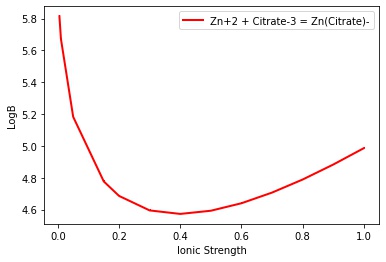 Zn+2 + Citrate-3 = Zn(Citrate)-
LogB
5.8
5.6
5.4
5.2
5.0
4.8
4.6
0.0 0.2 0.4 0.6 0.8 1.0
Ionic Strength